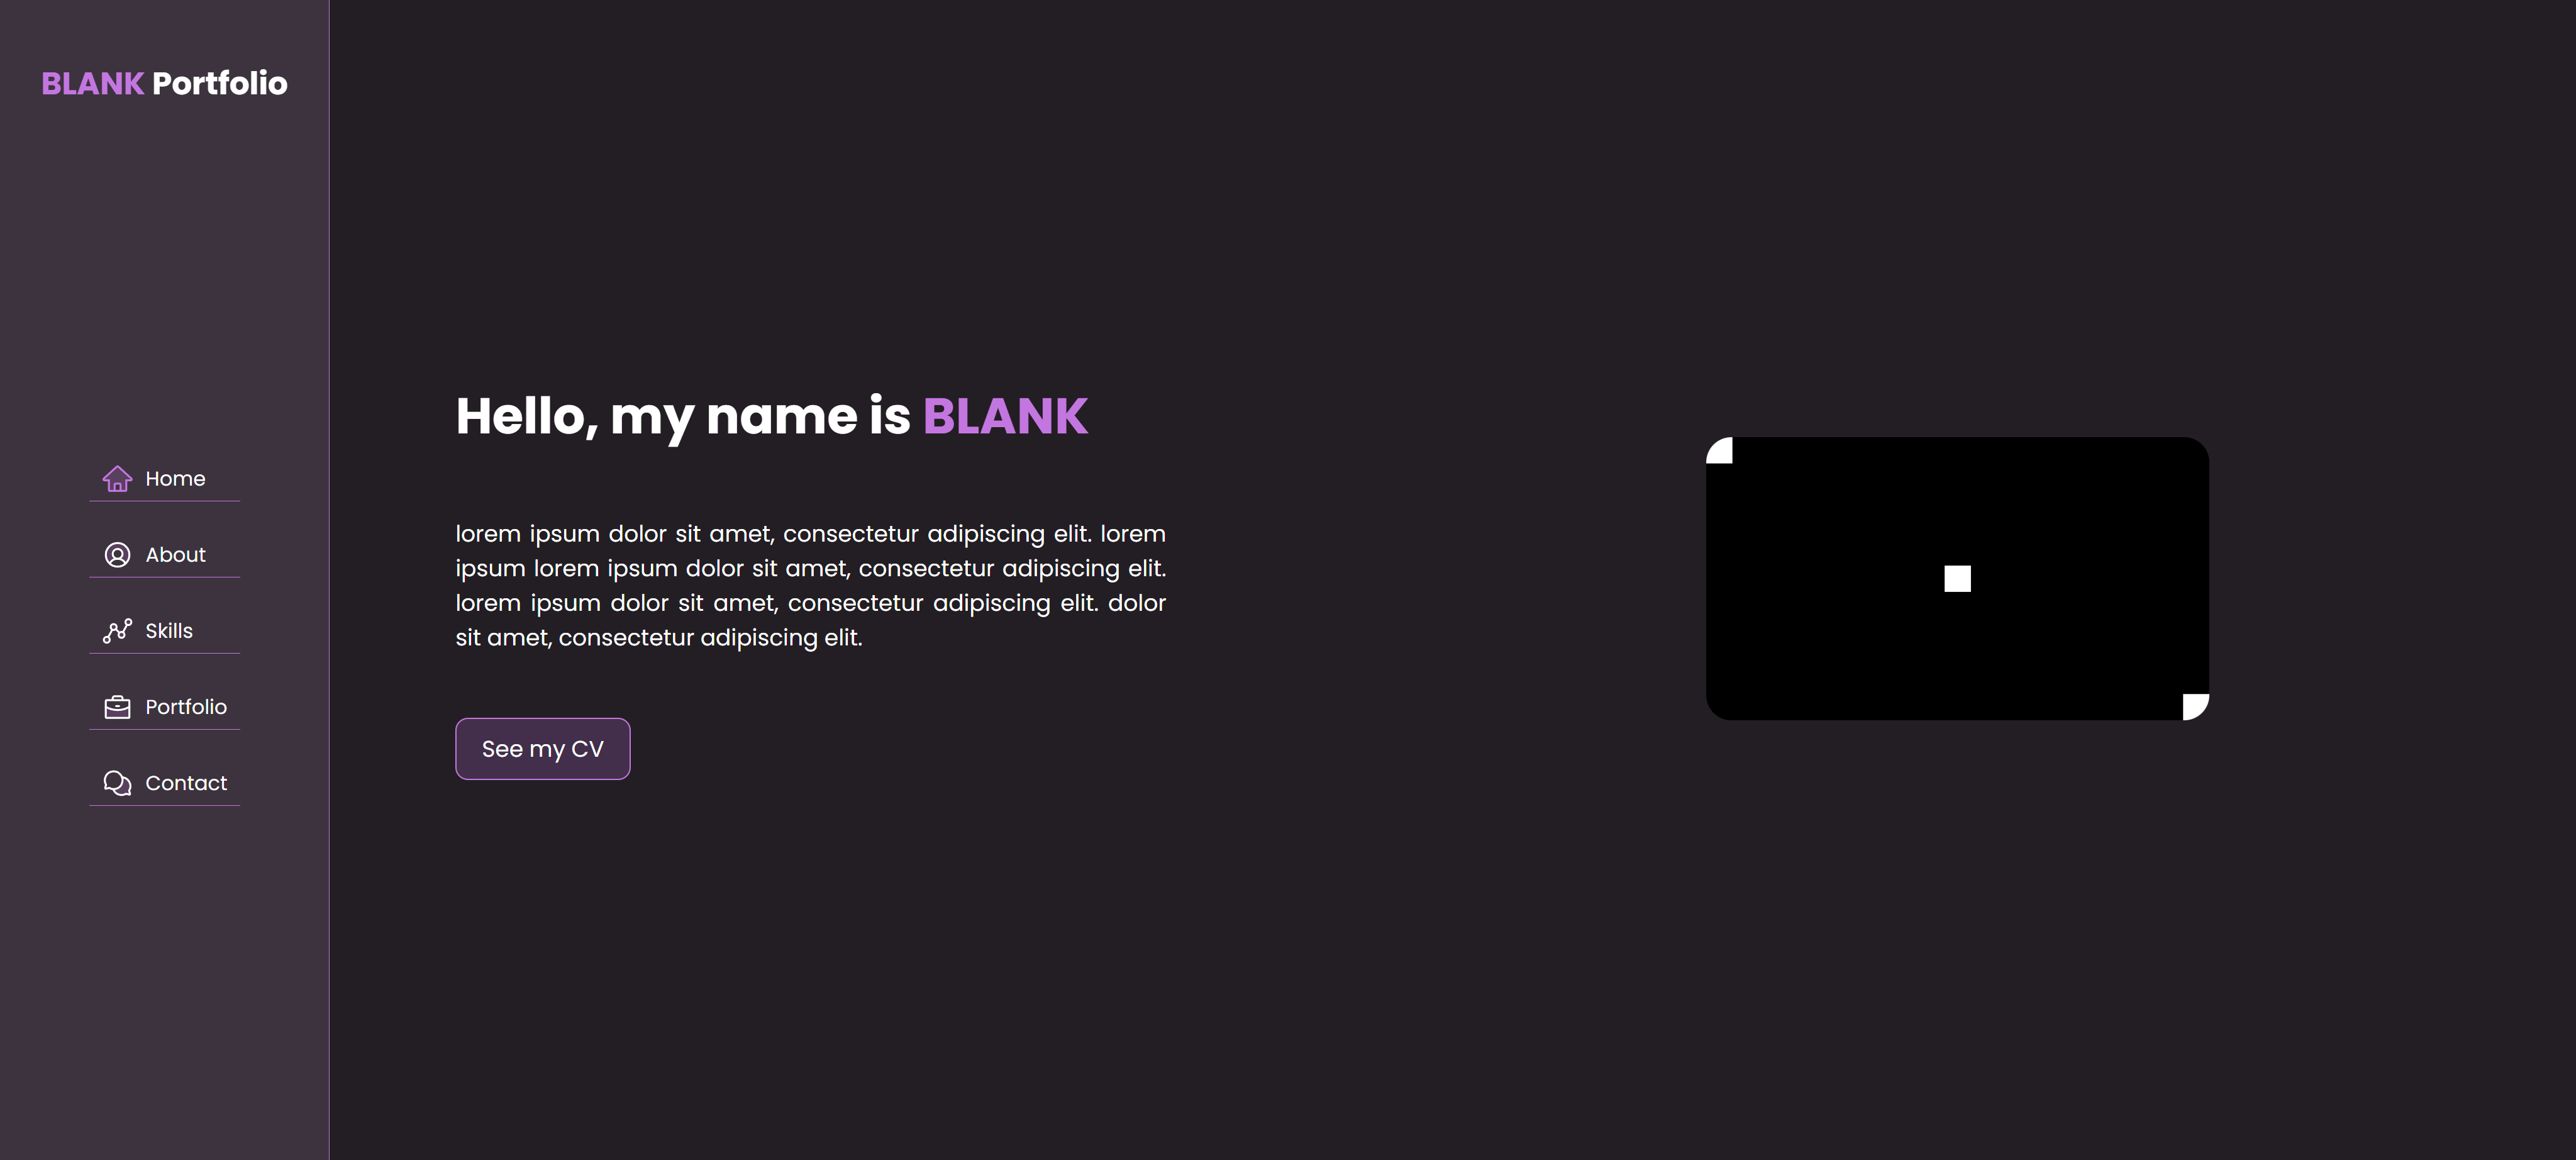 BLANK Portfolio
Home
About
Skills
Portfolio
Contact
Hello, my name is BLANK
lorem ipsum dolor sit amet, consectetur adipiscing elit. lorem
ipsum lorem ipsum dolor sit amet, consectetur adipiscing elit.
lorem ipsum dolor sit amet, consectetur adipiscing elit. dolor
sit amet, consectetur adipiscing elit.
See my CV